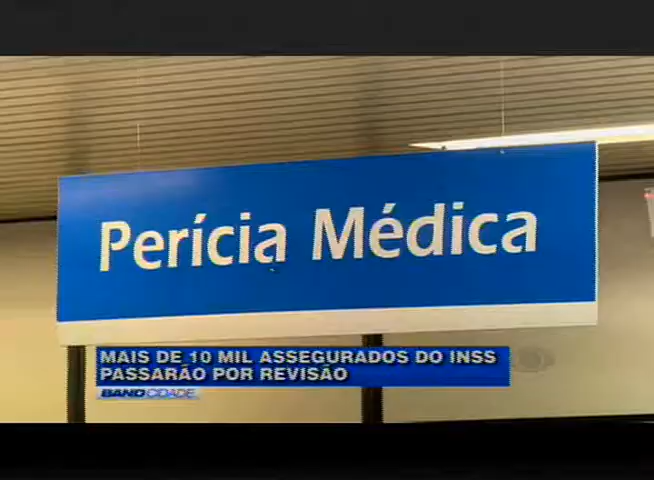 Perícia Médica
MAIS DE 10 MIL ASSEGURADOS DO INSS
PASSARÃO POR REVISÃO
BAND CIDADE